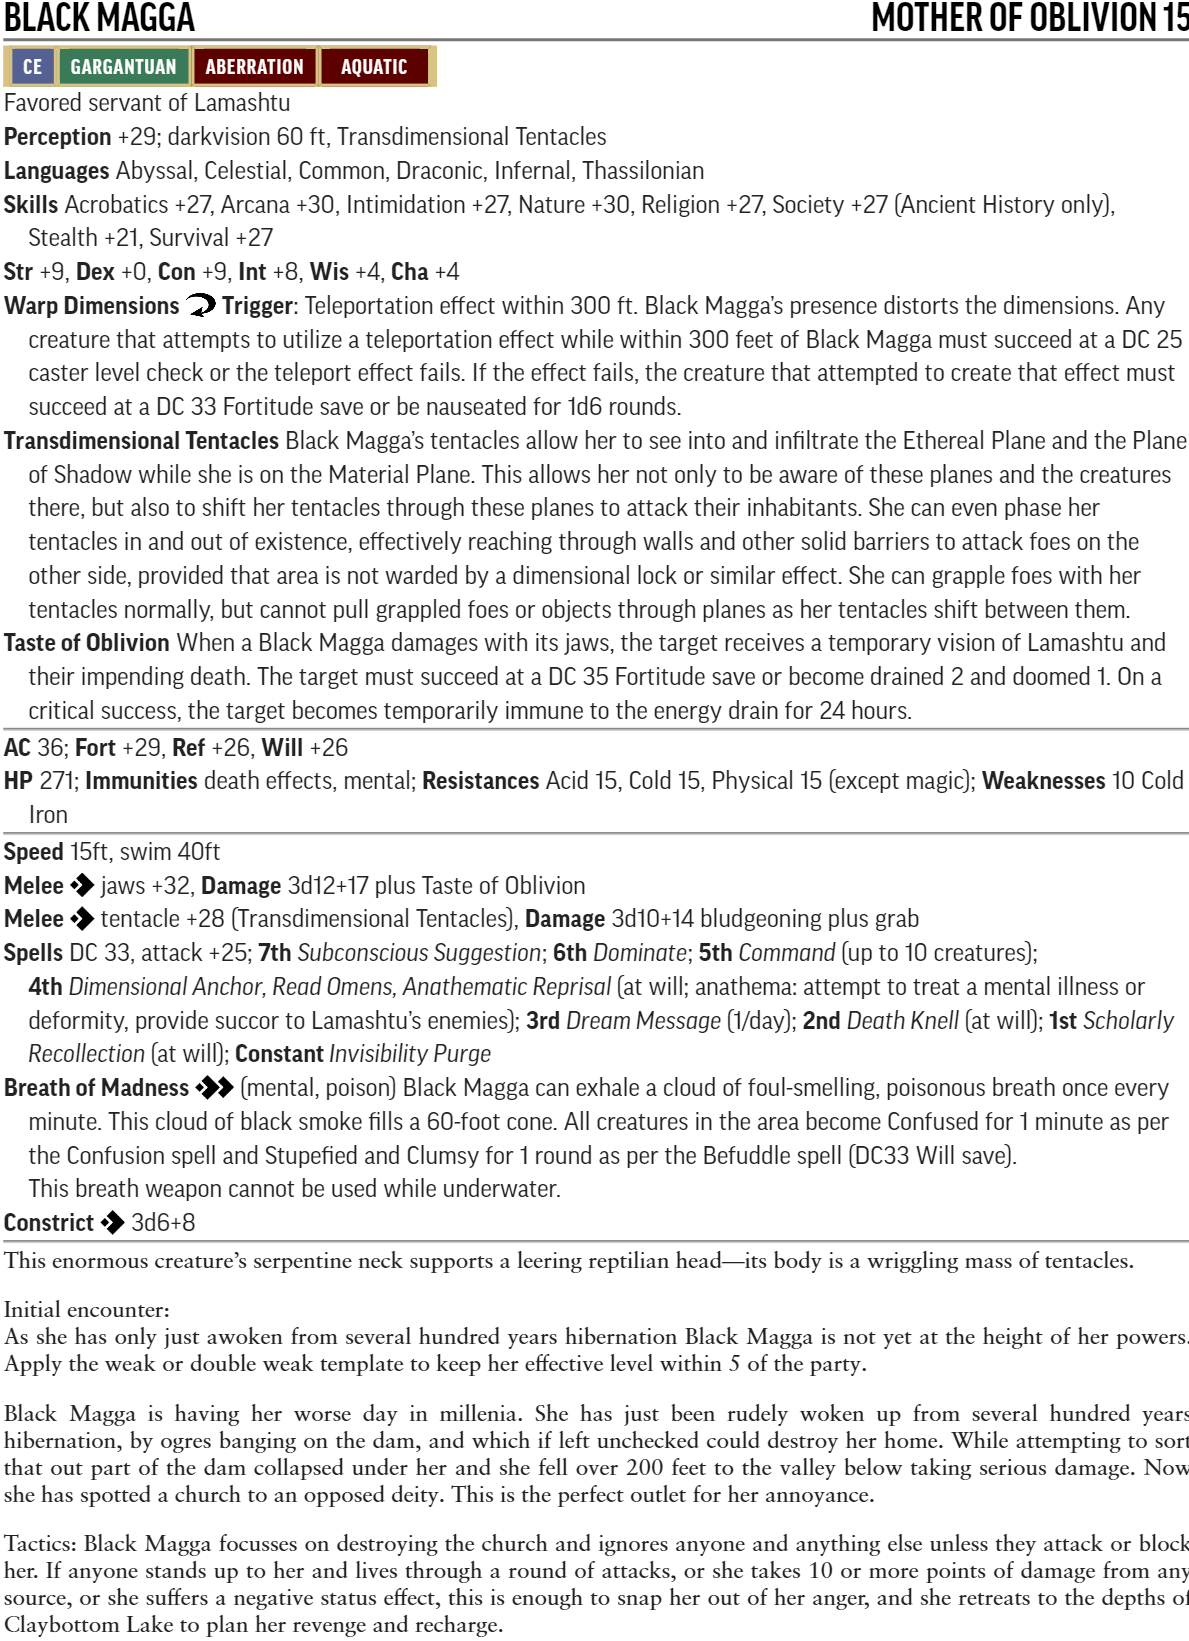 BLACK MAGGA MOTHER OF OBLIVION 15
CE GARGANTUAN ABERRATION AQUATIC
Favored servant of Lamashtu
Perception +29; darkvision 60 ft, Transdimensional Tentacles
Languages Abyssal, Celestial, Common, Draconic, Infernal, Thassilonian
Skills Acrobatics +27, Arcana +30, Intimidation +27, Nature +30, Religion +27, Society +27 (Ancient History only),
Stealth +21, Survival +27
Str +9, Dex +0, Con +9, Int +8, Wis +4, Cha +4
Warp Dimensions Trigger: Teleportation effect within 300 ft. Black Magga's presence distorts the dimensions. Any
creature that attempts to utilize a teleportation effect while within 300 feet of Black Magga must succeed at a DC 25
caster level check or the teleport effect fails. If the effect fails, the creature that attempted to create that effect must
succeed at a DC 33 Fortitude save or be nauseated for 1d6 rounds.
Transdimensional Tentacles Black Magga's tentacles allow her to see into and infiltrate the Ethereal Plane and the Plane
of Shadow while she is on the Material Plane. This allows her not only to be aware of these planes and the creatures
there, but also to shift her tentacles through these planes to attack their inhabitants. She can even phase her
tentacles in and out of existence, effectively reaching through walls and other solid barriers to attack foes on the
other side, provided that area is not warded by a dimensional lock or similar effect. She can grapple foes with her
tentacles normally, but cannot pull grappled foes or objects through planes as her tentacles shift between them.
Taste of Oblivion When a Black Magga damages with its jaws, the target receives a temporary vision of Lamashtu and
their impending death. The target must succeed at a DC 35 Fortitude save or become drained 2 and doomed 1. On a
critical success, the target becomes temporarily immune to the energy drain for 24 hours.
AC 36; Fort +29, Ref +26, Will +26
HP 271; Immunities death effects, mental; Resistances Acid 15, Cold 15, Physical 15 (except magic); Weaknesses 10 Cold
Iron
Speed 15ft, swim 40ft
Melee jaws +32, Damage 3d12+17 plus Taste of Oblivion
Melee tentacle +28 (Transdimensional Tentacles), Damage 3d10+14 bludgeoning plus grab
Spells DC 33, attack +25; 7th Subconscious Suggestion; 6th Dominate; 5th Command (up to 10 creatures);
4th Dimensional Anchor, Read Omens, Anathematic Reprisal (at will; anathema: attempt to treat a mental illness or
deformity, provide succor to Lamashtu's enemies); 3rd Dream Message (1/day); 2nd Death Knell (at will); 1st Scholarly
Recollection (at will); Constant Invisibility Purge
Breath of Madness (mental, poison) Black Magga can exhale a cloud of foul-smelling, poisonous breath once every
minute. This cloud of black smoke fills a 60-foot cone. All creatures in the area become Confused for 1 minute as per
the Confusion spell and Stupefied and Clumsy for 1 round as per the Befuddle spell (DC33 Will save).
This breath weapon cannot be used while underwater.
Constrict 3d6+8
This enormous creature's serpentine neck supports a leering reptilian head—its body is a wriggling mass of tentacles.
Initial encounter:
As she has only just awoken from several hundred years hibernation Black Magga is not yet at the height of her powers.
Apply the weak or double weak template to keep her effective level within 5 of the party.
Black Magga is having her worse day in millenia. She has just been rudely woken up from several hundred years
hibernation, by ogres banging on the dam, and which if left unchecked could destroy her home. While attempting to sort
that out part of the dam collapsed under her and she fell over 200 feet to the valley below taking serious damage. Now
she has spotted a church to an opposed deity. This is the perfect outlet for her annoyance.
Tactics: Black Magga focusses on destroying the church and ignores anyone and anything else unless they attack or block
her. If anyone stands up to her and lives through a round of attacks, or she takes 10 or more points of damage from any
source, or she suffers a negative status effect, this is enough to snap her out of her anger, and she retreats to the depths of
Claybottom Lake to plan her revenge and recharge.